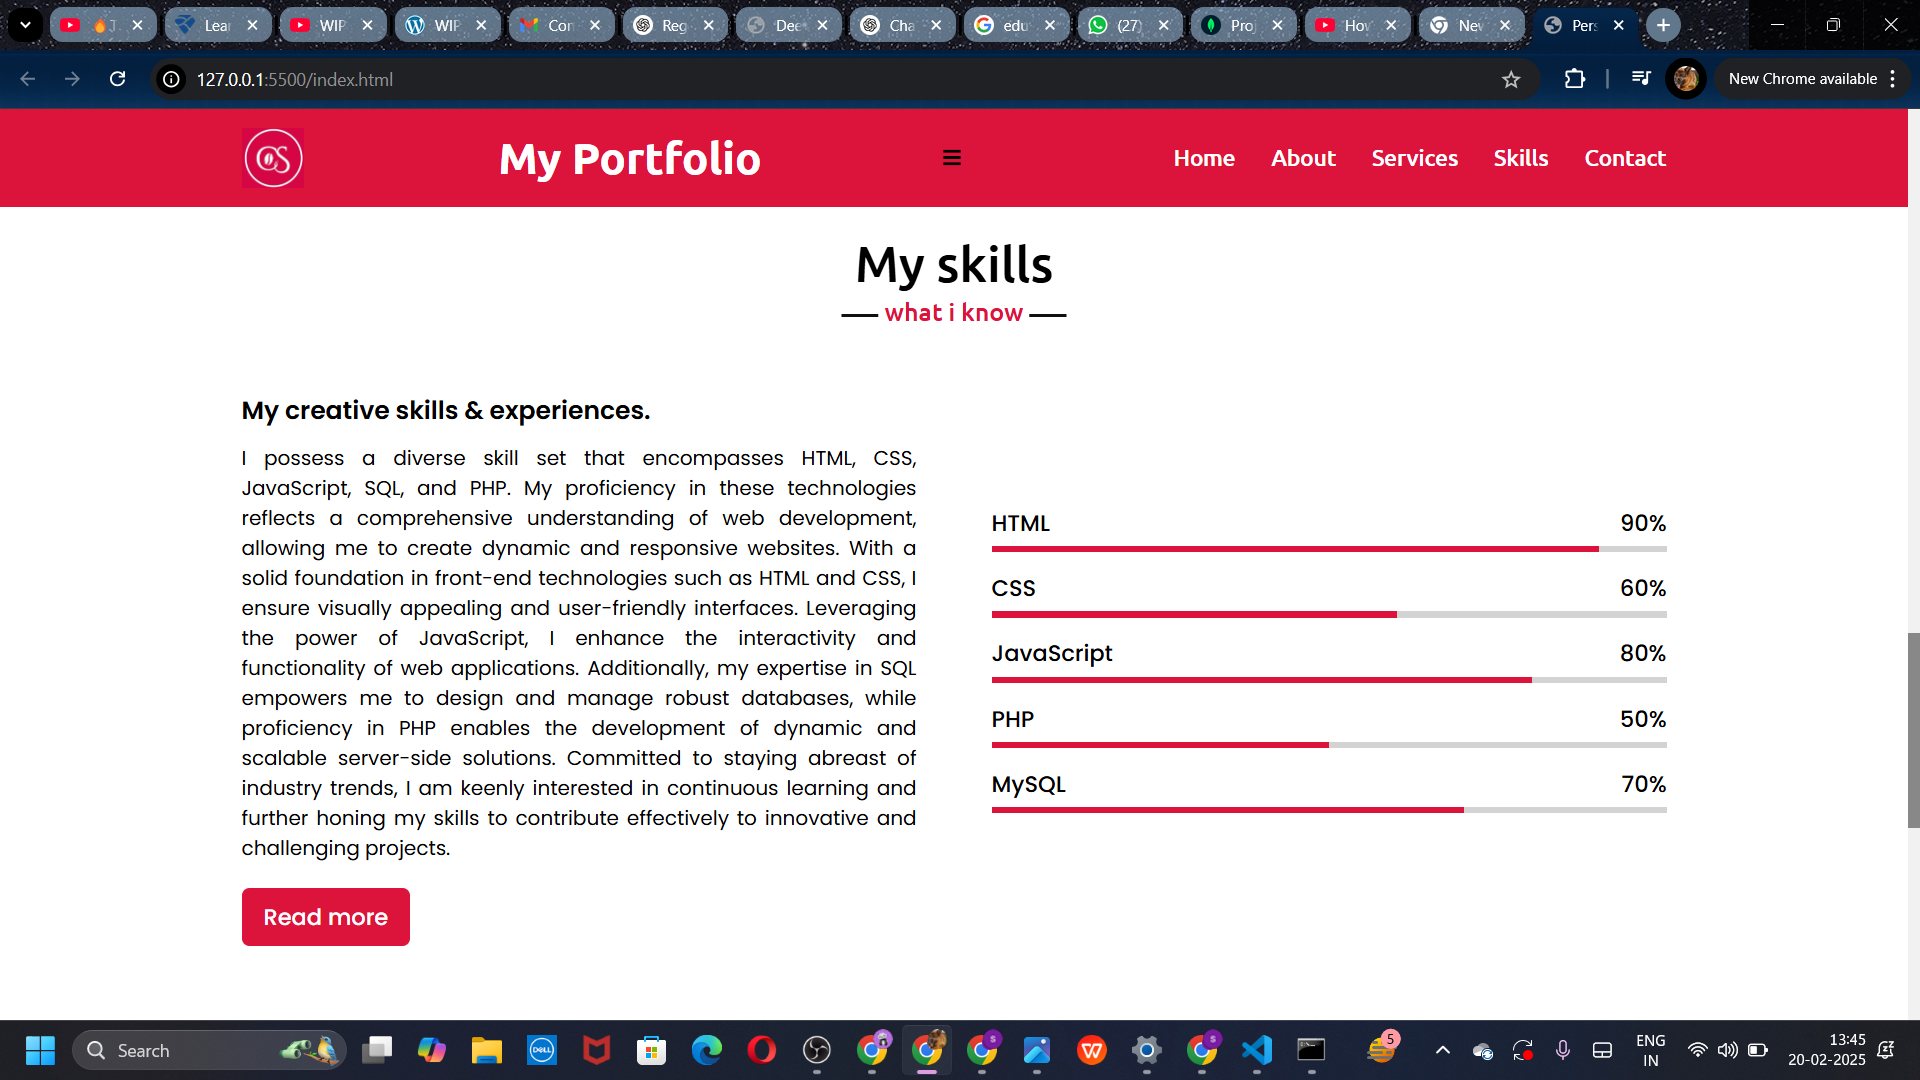 Lear
WIP
WIP
Con
Reg
Dee
Cha
edu
(27)
Pro
How
Nev
Pers
127.0.0.1:5500/index.html
New Chrome available
My Portfolio
Home About Services Skills Contact
My skills
what i know
My creative skills & experiences.
I possess a diverse skill set that encompasses HTML, CSS,
JavaScript, SQL, and PHP. My proficiency in these technologies
reflects a comprehensive understanding of web development,
allowing me to create dynamic and responsive websites. With a
solid foundation in front-end technologies such as HTML and CSS, I
ensure visually appealing and user-friendly interfaces. Leveraging
the power of JavaScript, I enhance the interactivity and
functionality of web applications. Additionally, my expertise in SQL
empowers me to design and manage robust databases, while
proficiency in PHP enables the development of dynamic and
scalable server-side solutions. Committed to staying abreast of
industry trends, I am keenly interested in continuous learning and
further honing my skills to contribute effectively to innovative and
challenging projects.
Read more
HTML 90%
CSS 60%
JavaScript 80%
PHP 50%
MySQL 70%
Search
DELL
5
ENG
IN
13:45
20-02-2025